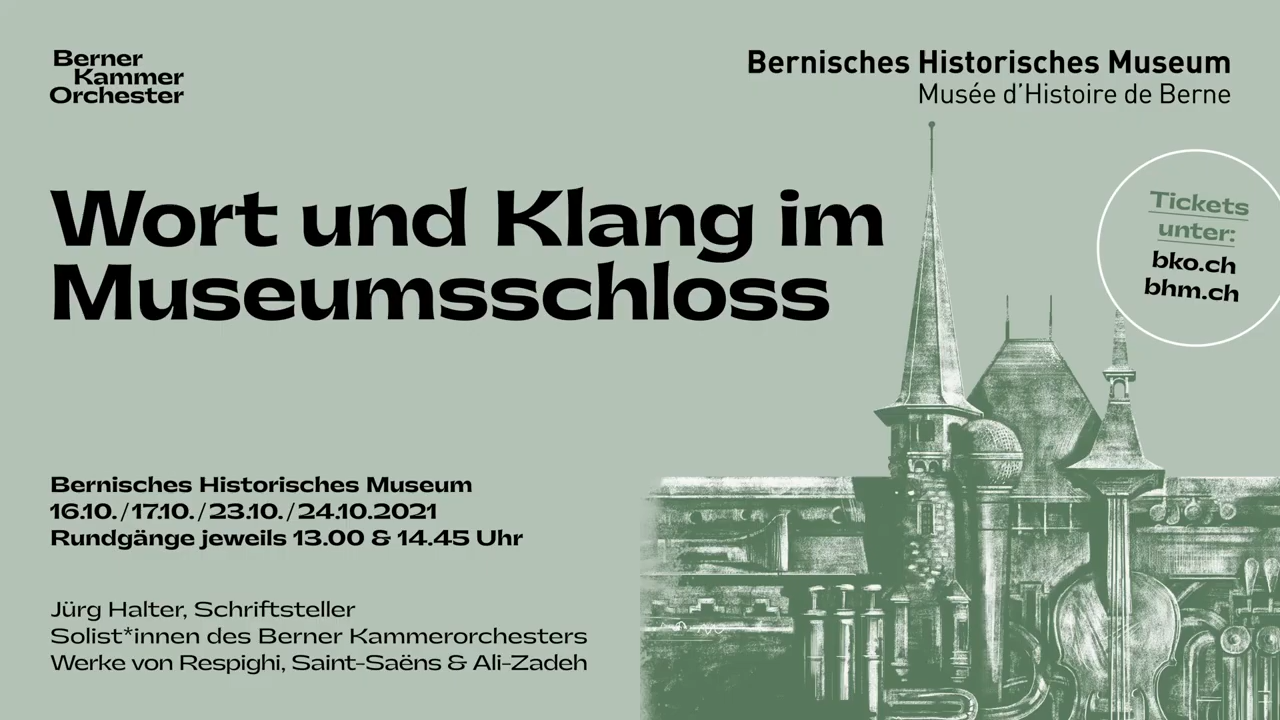 Berner
Kammer
Orchester
Bernisches Historisches Museum
Musée d'Histoire de Berne
Wort und Klang im
Museumsschloss
Tickets
unter:
bko.ch
bhm.ch
Bernisches Historisches Museum
16.10. / 17.10. / 23.10. / 24.10.2021
Rundgänge jeweils 13.00 & 14.45 Uhr
Jürg Halter, Schriftsteller
Solist*innen des Berner Kammerorchesters
Werke von Respighi, Saint-Saëns & Ali-Zadeh